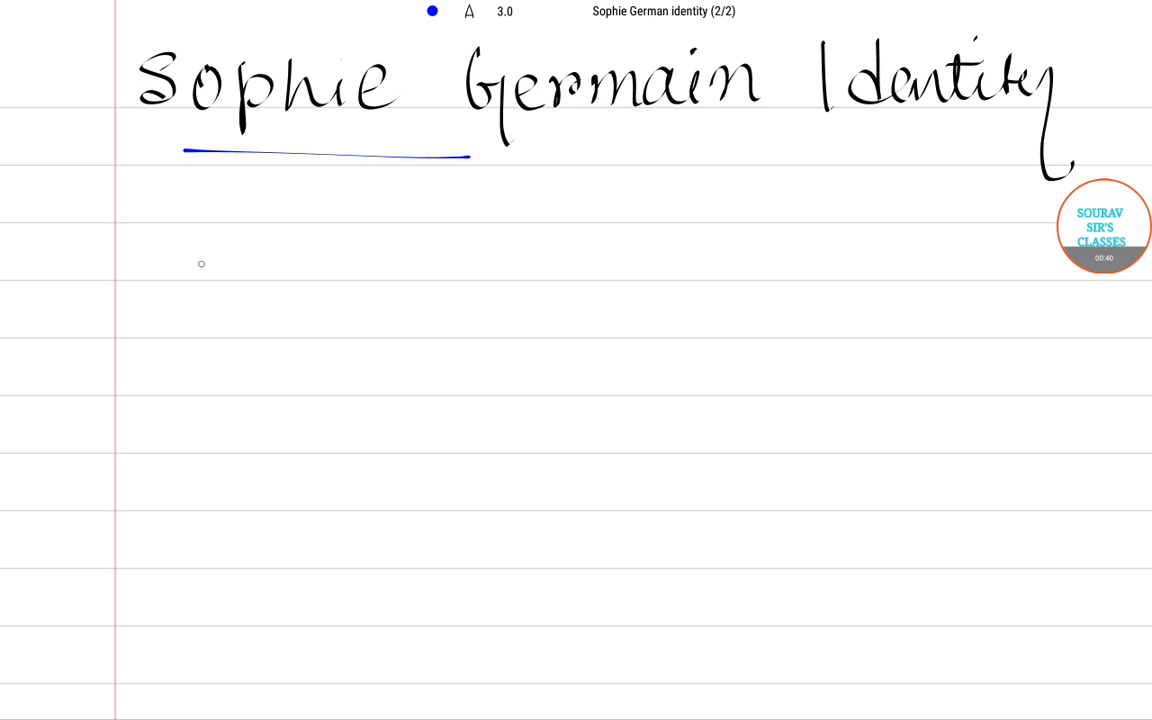 3.0 Sophie German identity (2/2)
Sophie Germain Identity
SOURAV
SIR'S
CLASSES
00:40